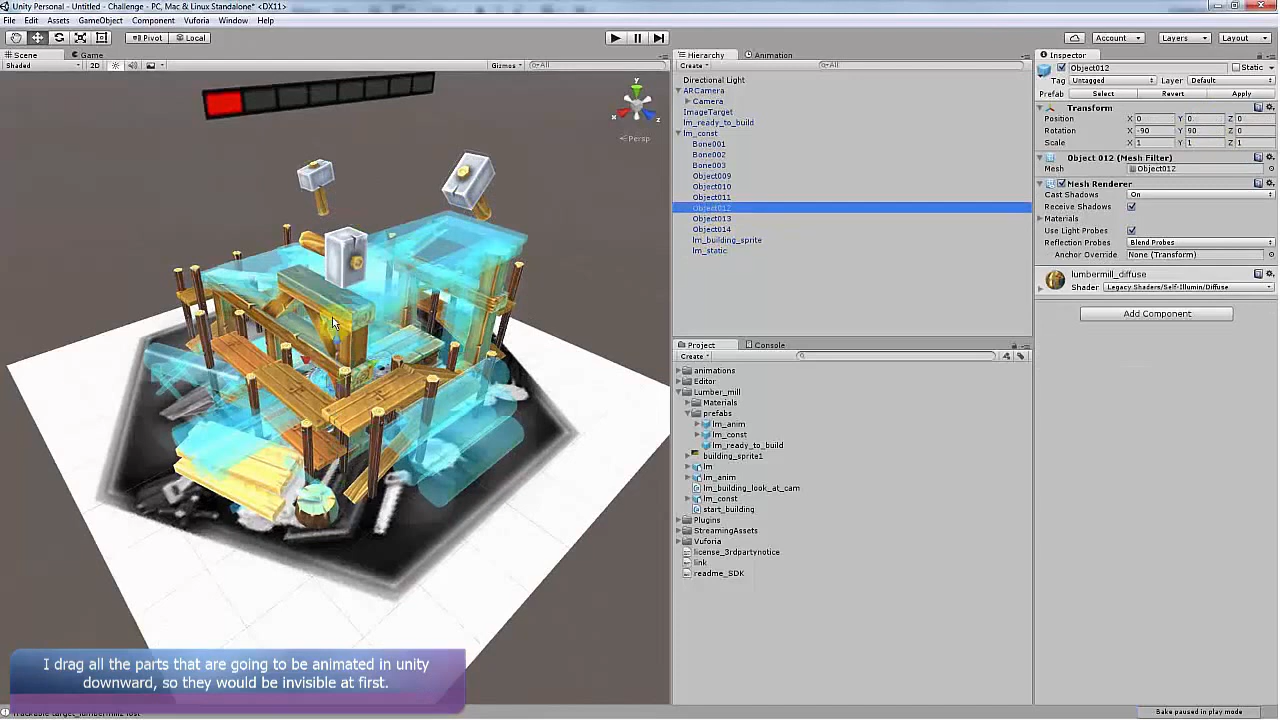 Unity Personal - Untitled - Challenge - PC, Mac & Linux Standalone* <DX11>
File Edit Assets GameObject Component Vuforia Window Help
Pivot Local Account Layers Layout
Scene Game
Shaded 2D Gizmos All
y
x z
Persp
Hierarchy Animation
Create All
Directional Light
ARCamera
Camera
ImageTarget
lm_ready_to_build
lm_const
Bone001
Bone002
Bone003
Object009
Object010
Object011
Object012
Object013
Object014
lm_building_sprite
lm_static
Project Console
Create
animations
Editor
Lumber_mill
Materials
prefabs
lm_anim
lm_const
lm_ready_to_build
building_sprite1
lm
lm_anim
lm_building_look_at_cam
lm_const
start_building
Plugins
StreamingAssets
Vuforia
license_3rdpartynotice
link
readme_SDK
Inspector
Object012 Static
Tag Untagged Layer Default
Prefab Select Revert Apply
Transform
Position X 0 Y 0. Z 0
Rotation X -90 Y 90 Z 0
Scale X 1 Y 1 Z 1
Object 012 (Mesh Filter)
Mesh Object012
Mesh Renderer
Cast Shadows On
Receive Shadows
Materials
Use Light Probes
Reflection Probes Blend Probes
Anchor Override None (Transform)
lumbermill_diffuse
Shader Legacy Shaders/Self-Illumin/Diffuse
Add Component
I drag all the parts that are going to be animated in unity
downward, so they would be invisible at first.
Trackable target_lumbermill2 lost
Bake paused in play mode